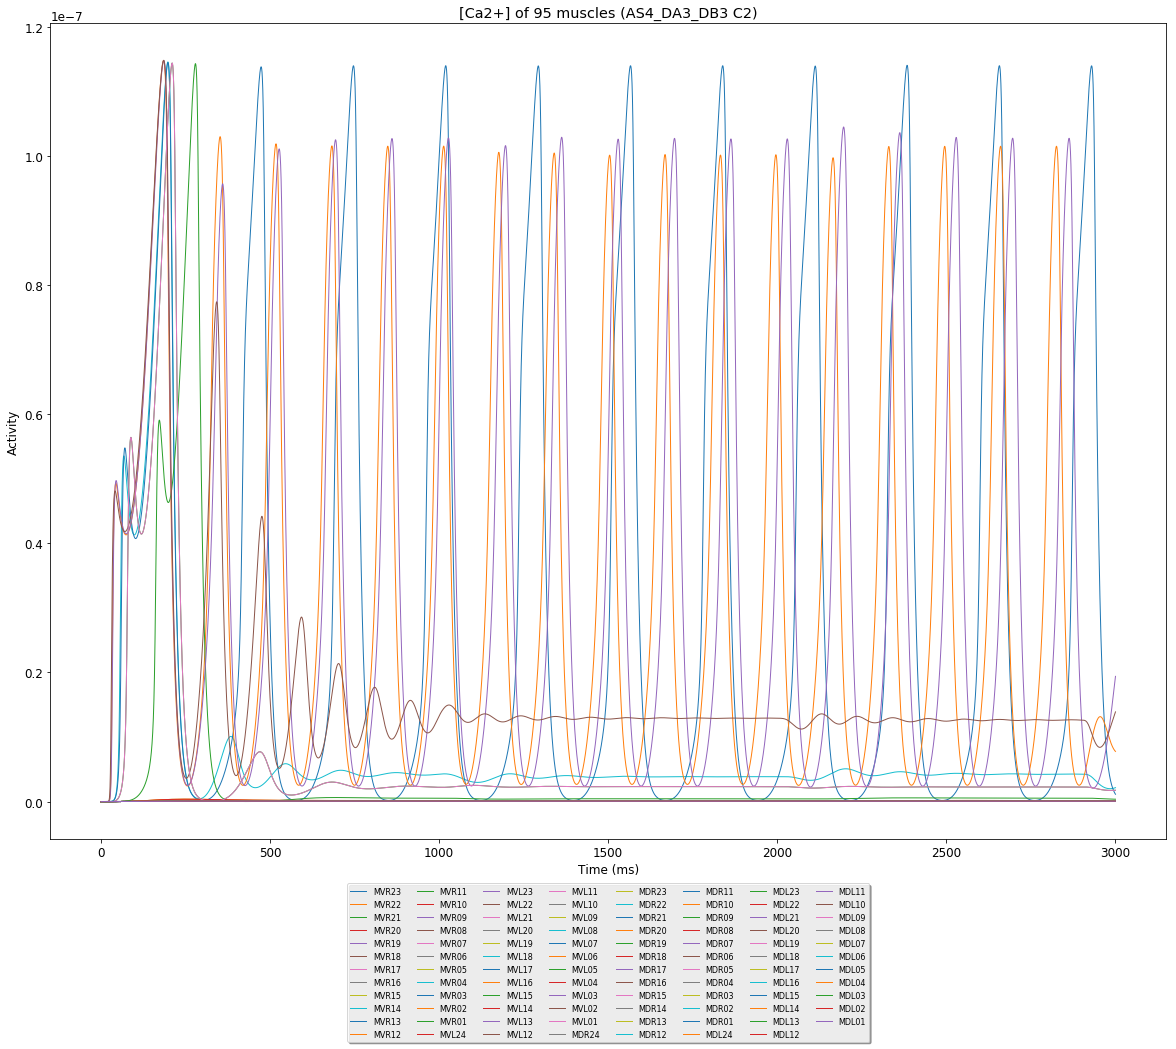 [Ca2+] of 95 muscles (AS4_DA3_DB3 C2)
1e−7
1.2
1.0
0.8
0.6
0.4
0.2
0.0
Activity
0 500 1000 1500 2000 2500 3000
Time (ms)
MVR23 MVR11 MVL23 MVL11 MDR23 MDR11 MDL23 MDL11
MVR22 MVR10 MVL22 MVL10 MDR22 MDR10 MDL22 MDL10
MVR21 MVR09 MVL21 MVL09 MDR21 MDR09 MDL21 MDL09
MVR20 MVR08 MVL20 MVL08 MDR20 MDR08 MDL20 MDL08
MVR19 MVR07 MVL19 MVL07 MDR19 MDR07 MDL19 MDL07
MVR18 MVR06 MVL18 MVL06 MDR18 MDR06 MDL18 MDL06
MVR17 MVR05 MVL17 MVL05 MDR17 MDR05 MDL17 MDL05
MVR16 MVR04 MVL16 MVL04 MDR16 MDR04 MDL16 MDL04
MVR15 MVR03 MVL15 MVL03 MDR15 MDR03 MDL15 MDL03
MVR14 MVR02 MVL14 MVL02 MDR14 MDR02 MDL14 MDL02
MVR13 MVR01 MVL13 MVL01 MDR13 MDR01 MDL13 MDL01
MVR12 MVL24 MVL12 MDR24 MDR12 MDL24 MDL12